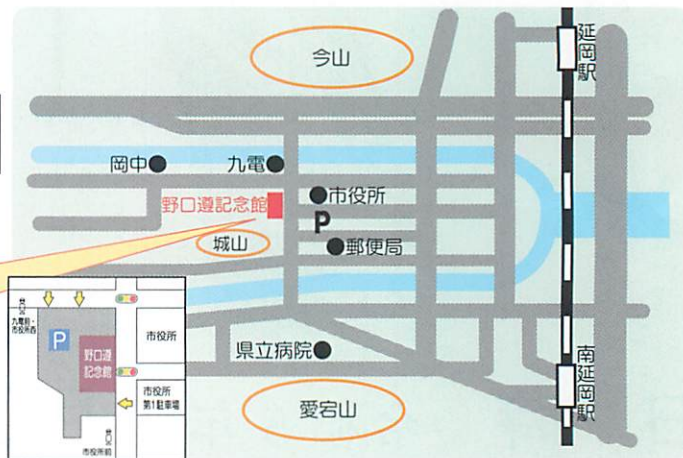 今山
延岡駅
岡中
九電
野口遵記念館
市役所
P
城山
郵便局
県立病院
愛宕山
南延岡駅
九電前・
市役所西
P
野口遵
記念館
市役所
市役所
第1駐車場
市役所前